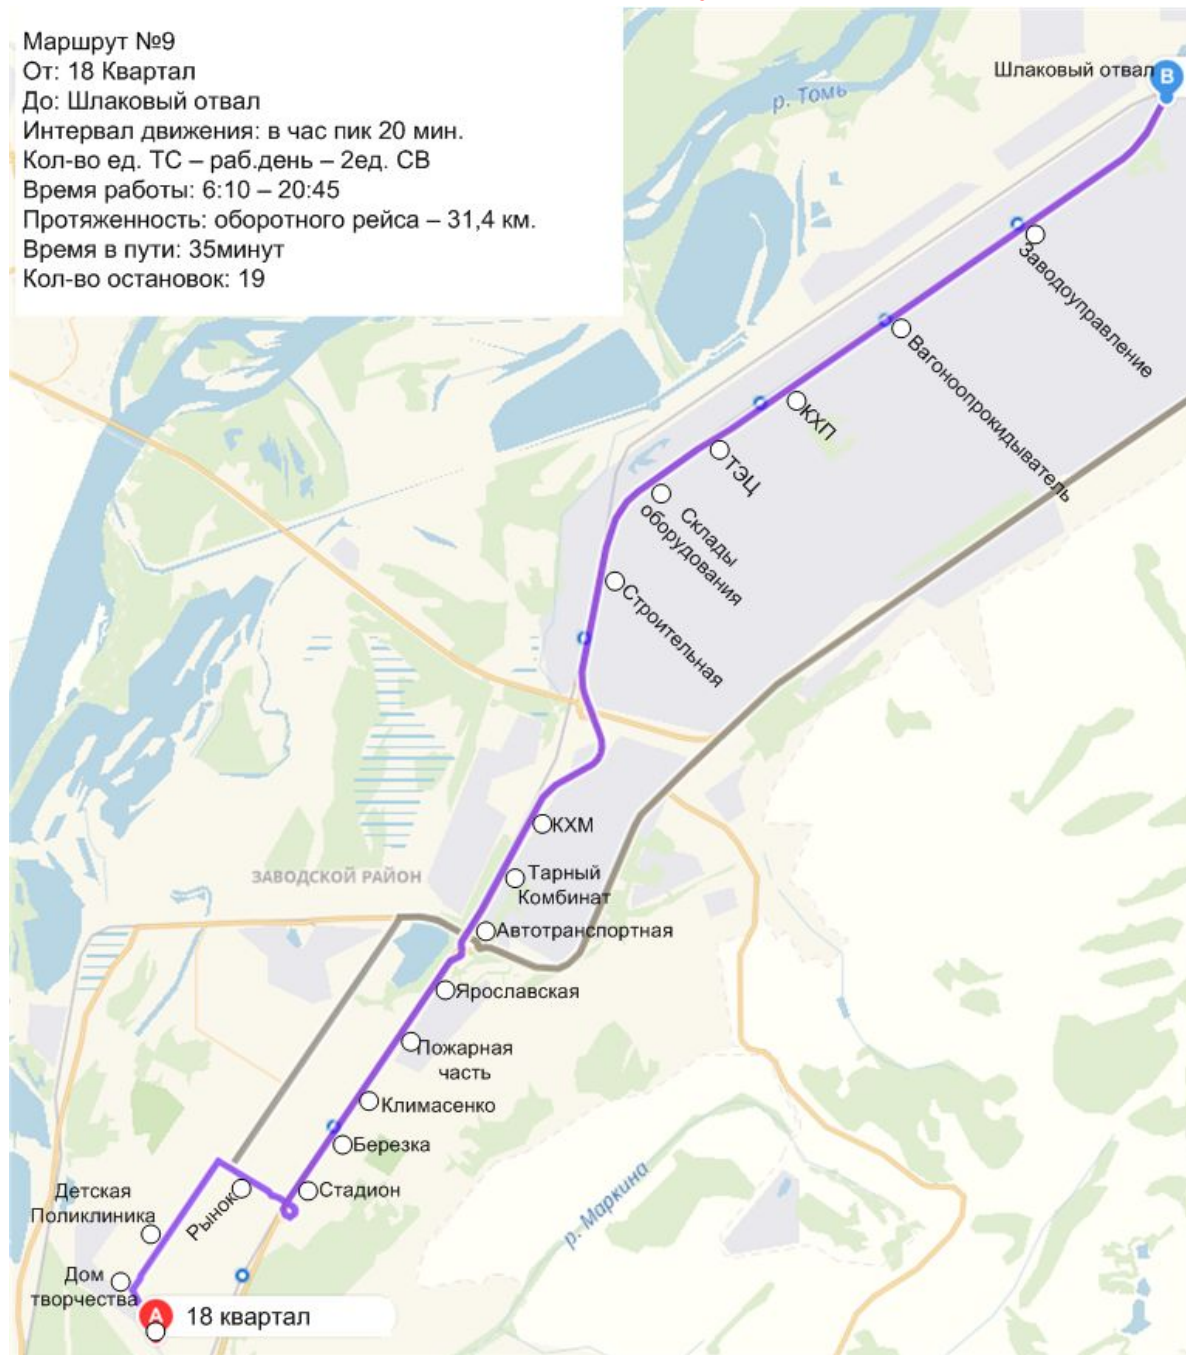 Маршрут №9
От: 18 Квартал
До: Шлаковый отвал
Интервал движения: в час пик 20 мин.
Кол-во ед. ТС – раб.день – 2ед. СВ
Время работы: 6:10 – 20:45
Протяженность: оборотного рейса – 31,4 км.
Время в пути: 35минут
Кол-во остановок: 19
Шлаковый отвал
B
р. Томь
Заводоуправление
Вагоноопрокидыватель
КХП
ТЭЦ
Склады
оборудования
Строительная
КХМ
Тарный
Комбинат
ЗАВОДСКОЙ РАЙОН
Автотранспортная
Ярославская
Пожарная
часть
Климасенко
Березка
Стадион
Рынок
Детская
Поликлиника
Дом
творчества
A
18 квартал
р. Маркина